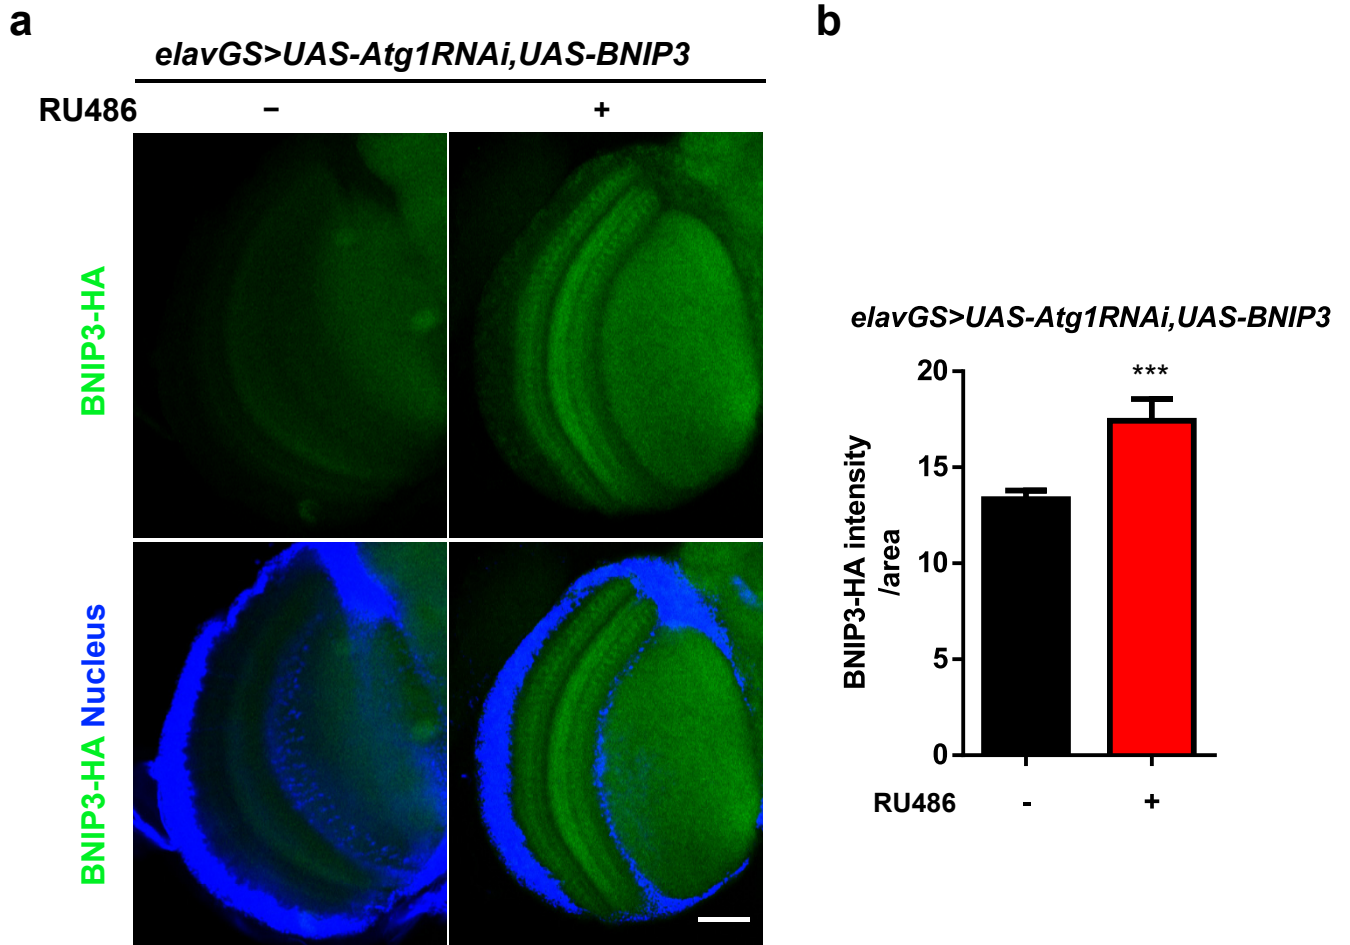 a
elavGS>UAS-Atg1RNAi,UAS-BNIP3
RU486 − +
BNIP3-HA
BNIP3-HA Nucleus
b
elavGS>UAS-Atg1RNAi,UAS-BNIP3
BNIP3-HA intensity
/area
20
15
10
5
0
***
RU486 - +